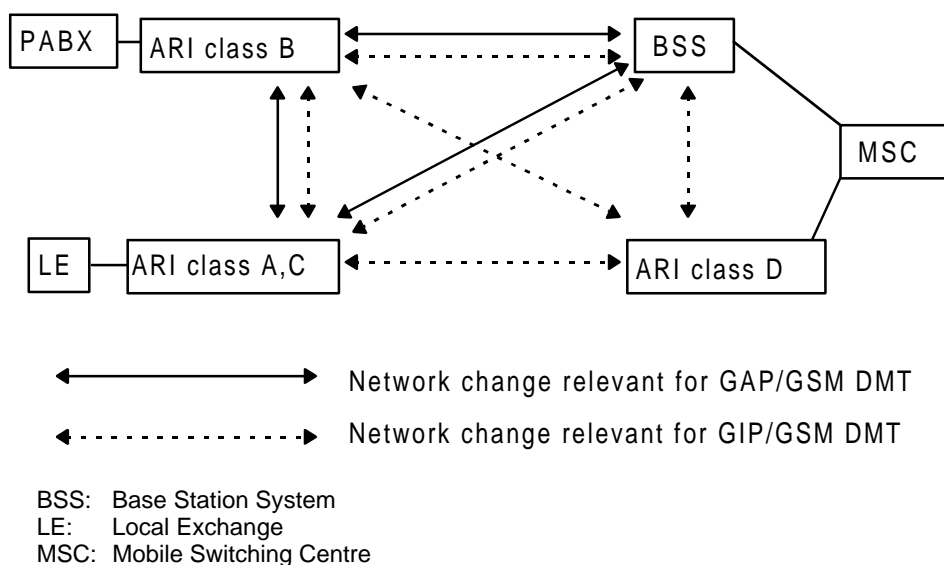 PABX
ARI class B
BSS
MSC
LE
ARI class A,C
ARI class D
Network change relevant for GAP/GSM DMT
Network change relevant for GIP/GSM DMT
BSS: Base Station System
LE: Local Exchange
MSC: Mobile Switching Centre